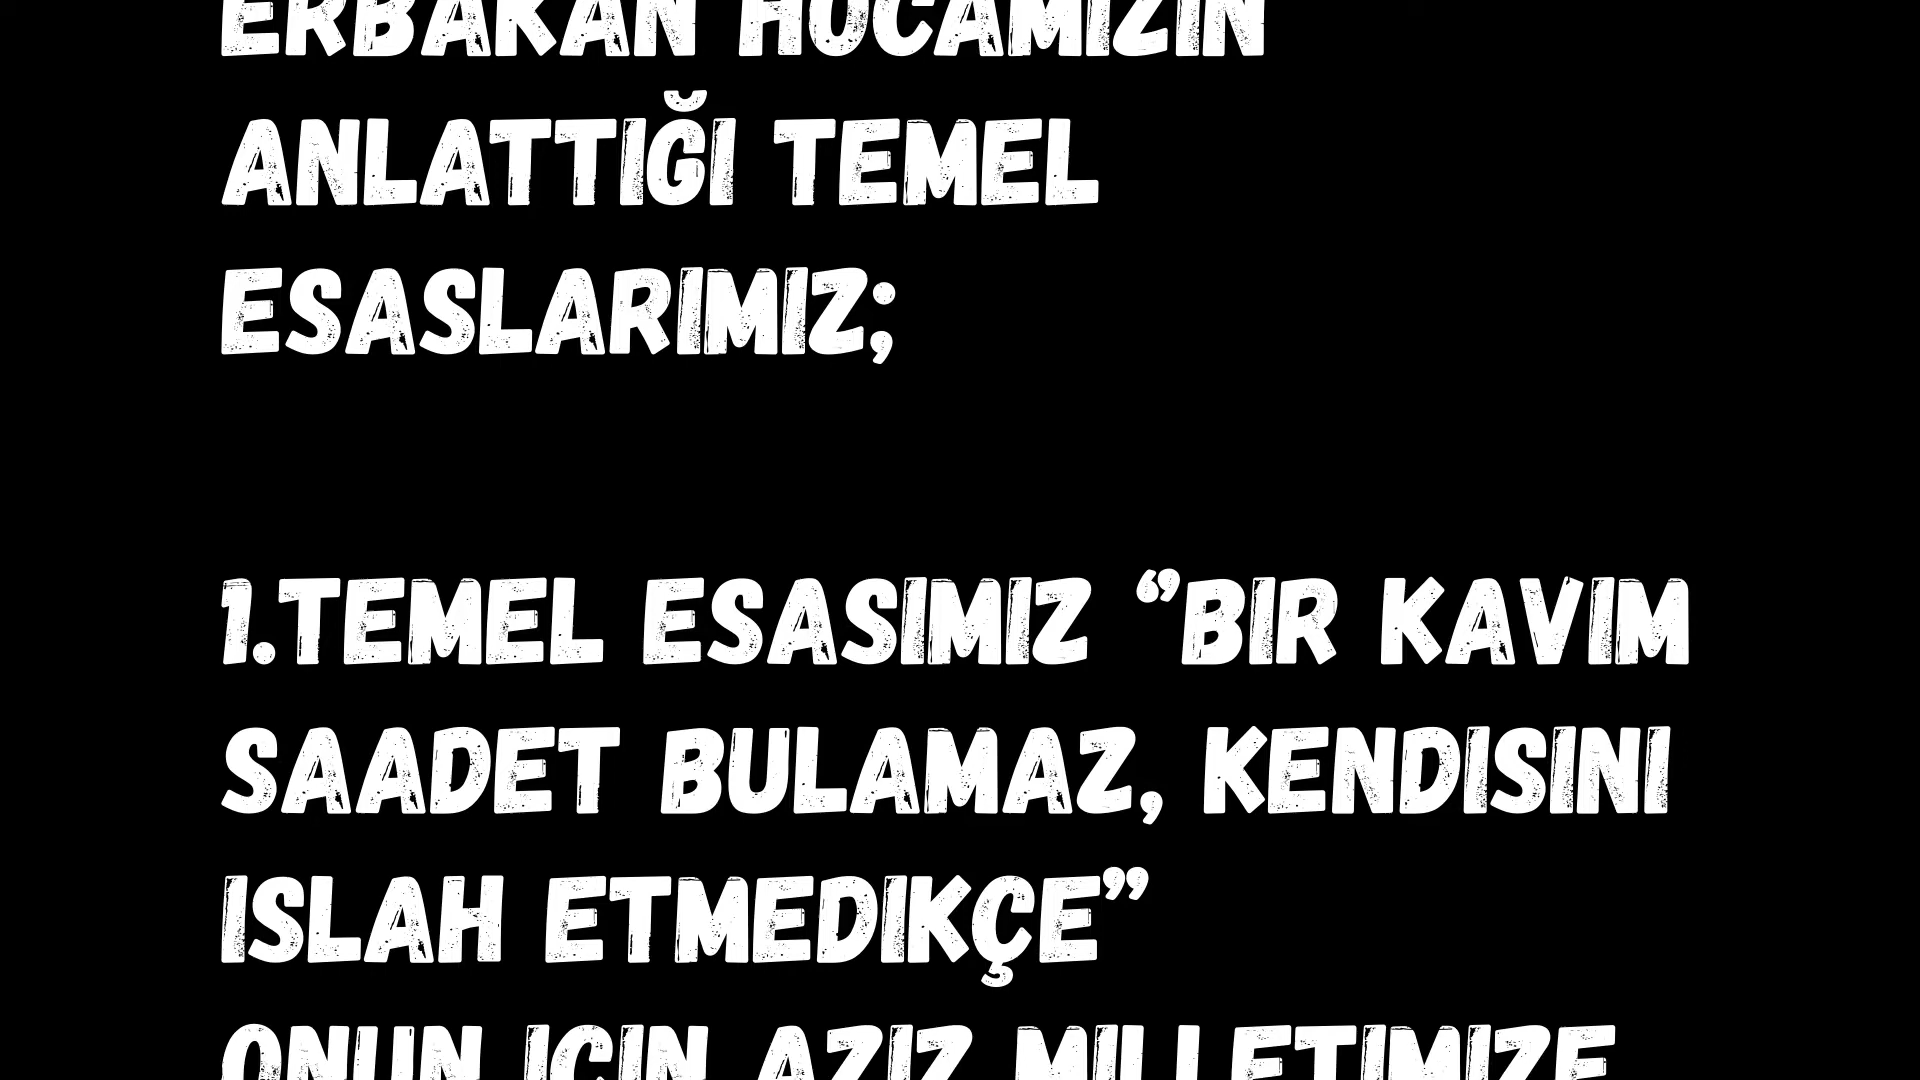 ERBAKAN HOCAMIZIN
ANLATTIĞI TEMEL
ESASLARIMIZ;
1.TEMEL ESASIMIZ “BIR KAVIM
SAADET BULAMAZ, KENDISINI
ISLAH ETMEDIKÇE”
ONUN IÇIN AZIZ MILLETIMIZE